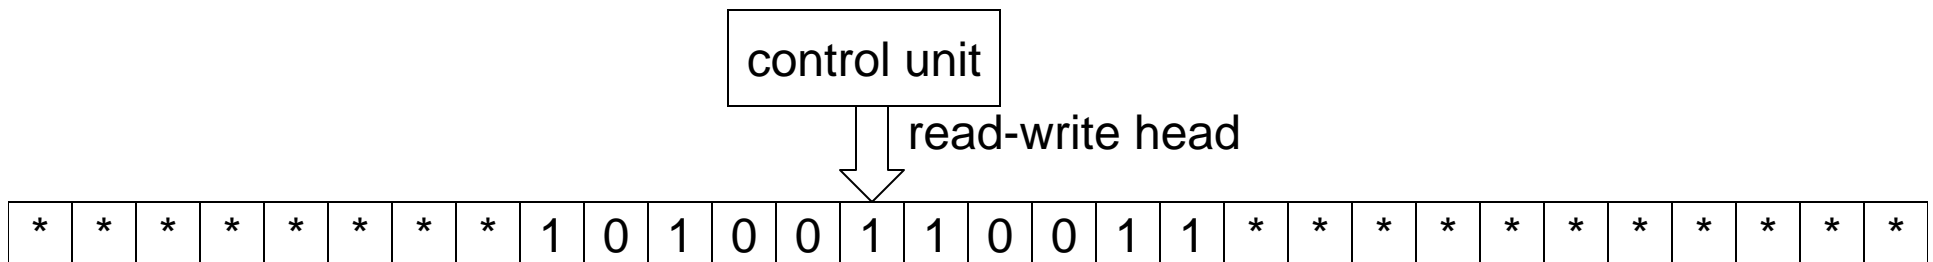 control unit
read-write head
* * * * * * * * 1 0 1 0 0 1 1 0 0 1 1 * * * * * * * * * * *